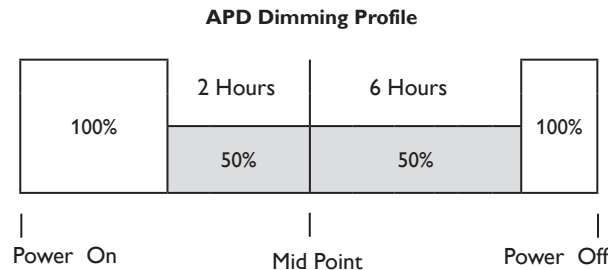 APD Dimming Profile
2 Hours 6 Hours
100% 100%
50% 50%
Power On Mid Point Power Off